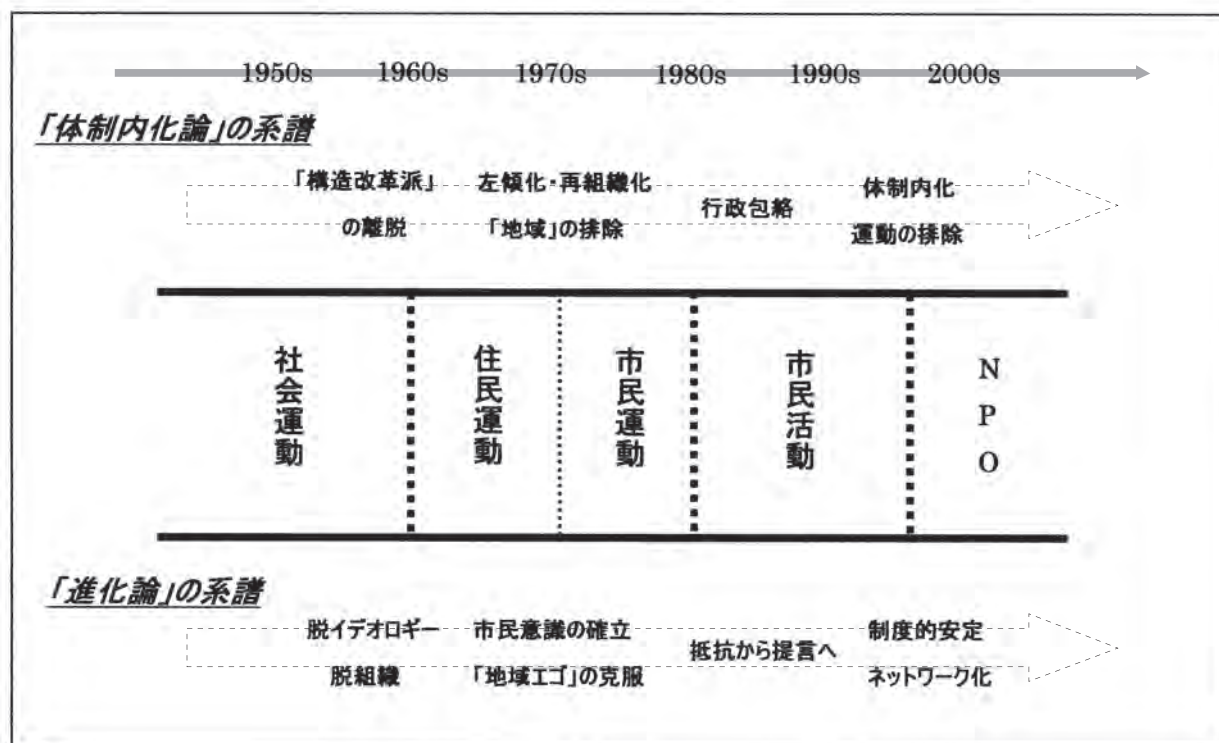 1950s 1960s 1970s 1980s 1990s 2000s
「体制内化論」の系譜
「構造改革派」
の離脱
左傾化・再組織化
「地域」の排除
行政包絡
体制内化
運動の排除
社会運動
住民運動
市民運動
市民活動
NPO
「進化論」の系譜
脱イデオロギー
脱組織
市民意識の確立
「地域エゴ」の克服
抵抗から提言へ
制度的安定
ネットワーク化